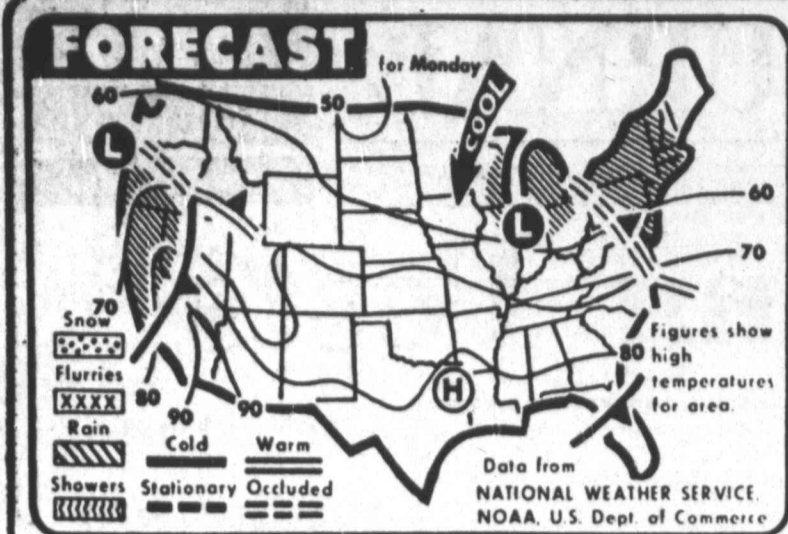 FORECAST
for Monday
60
50
COOL
L
60
L
70
70
80
Figures show
high
temperatures
for area.
H
80
90
90
Snow
Flurries
XXXX
Rain
Showers
Cold Warm
Stationary Occluded
Data from
NATIONAL WEATHER SERVICE,
NOAA, U.S. Dept. of Commerce